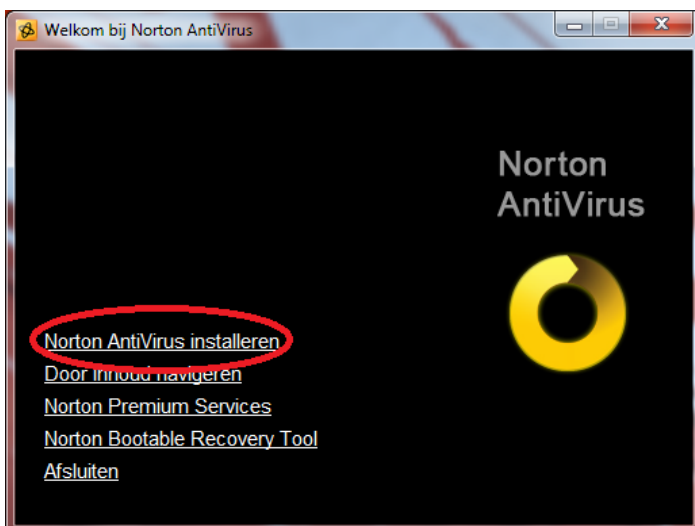 Welkom bij Norton AntiVirus
Norton
AntiVirus
Norton AntiVirus installeren
Door inhoud navigeren
Norton Premium Services
Norton Bootable Recovery Tool
Afsluiten